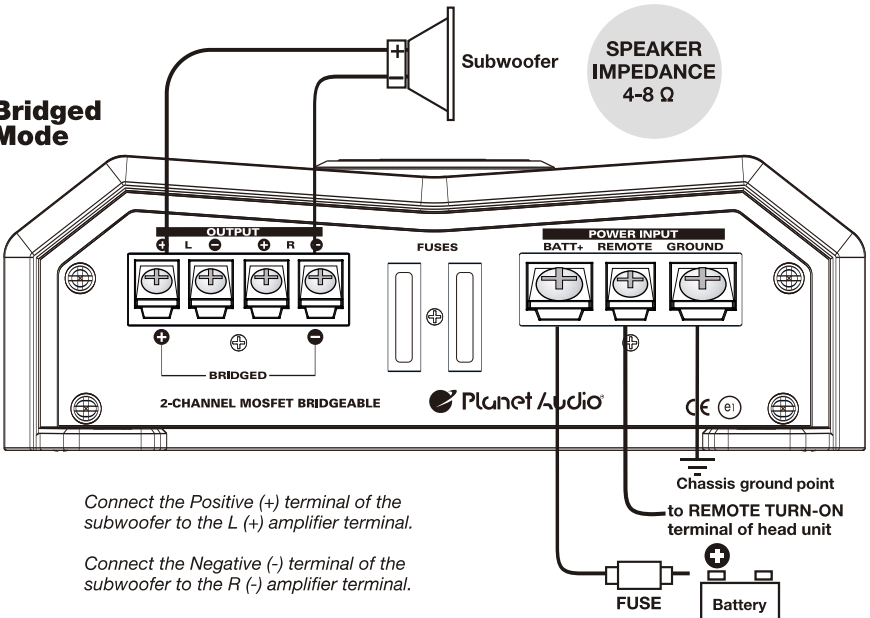 Subwoofer
SPEAKER
IMPEDANCE
4-8 Ω
Bridged
Mode
OUTPUT
L
R
FUSES
POWER INPUT
BATT+ REMOTE GROUND
BRIDGED
2-CHANNEL MOSFET BRIDGEABLE
Planet Audio
CE e1
Chassis ground point
to REMOTE TURN-ON
terminal of head unit
Connect the Positive (+) terminal of the
subwoofer to the L (+) amplifier terminal.
Connect the Negative (-) terminal of the
subwoofer to the R (-) amplifier terminal.
FUSE
Battery